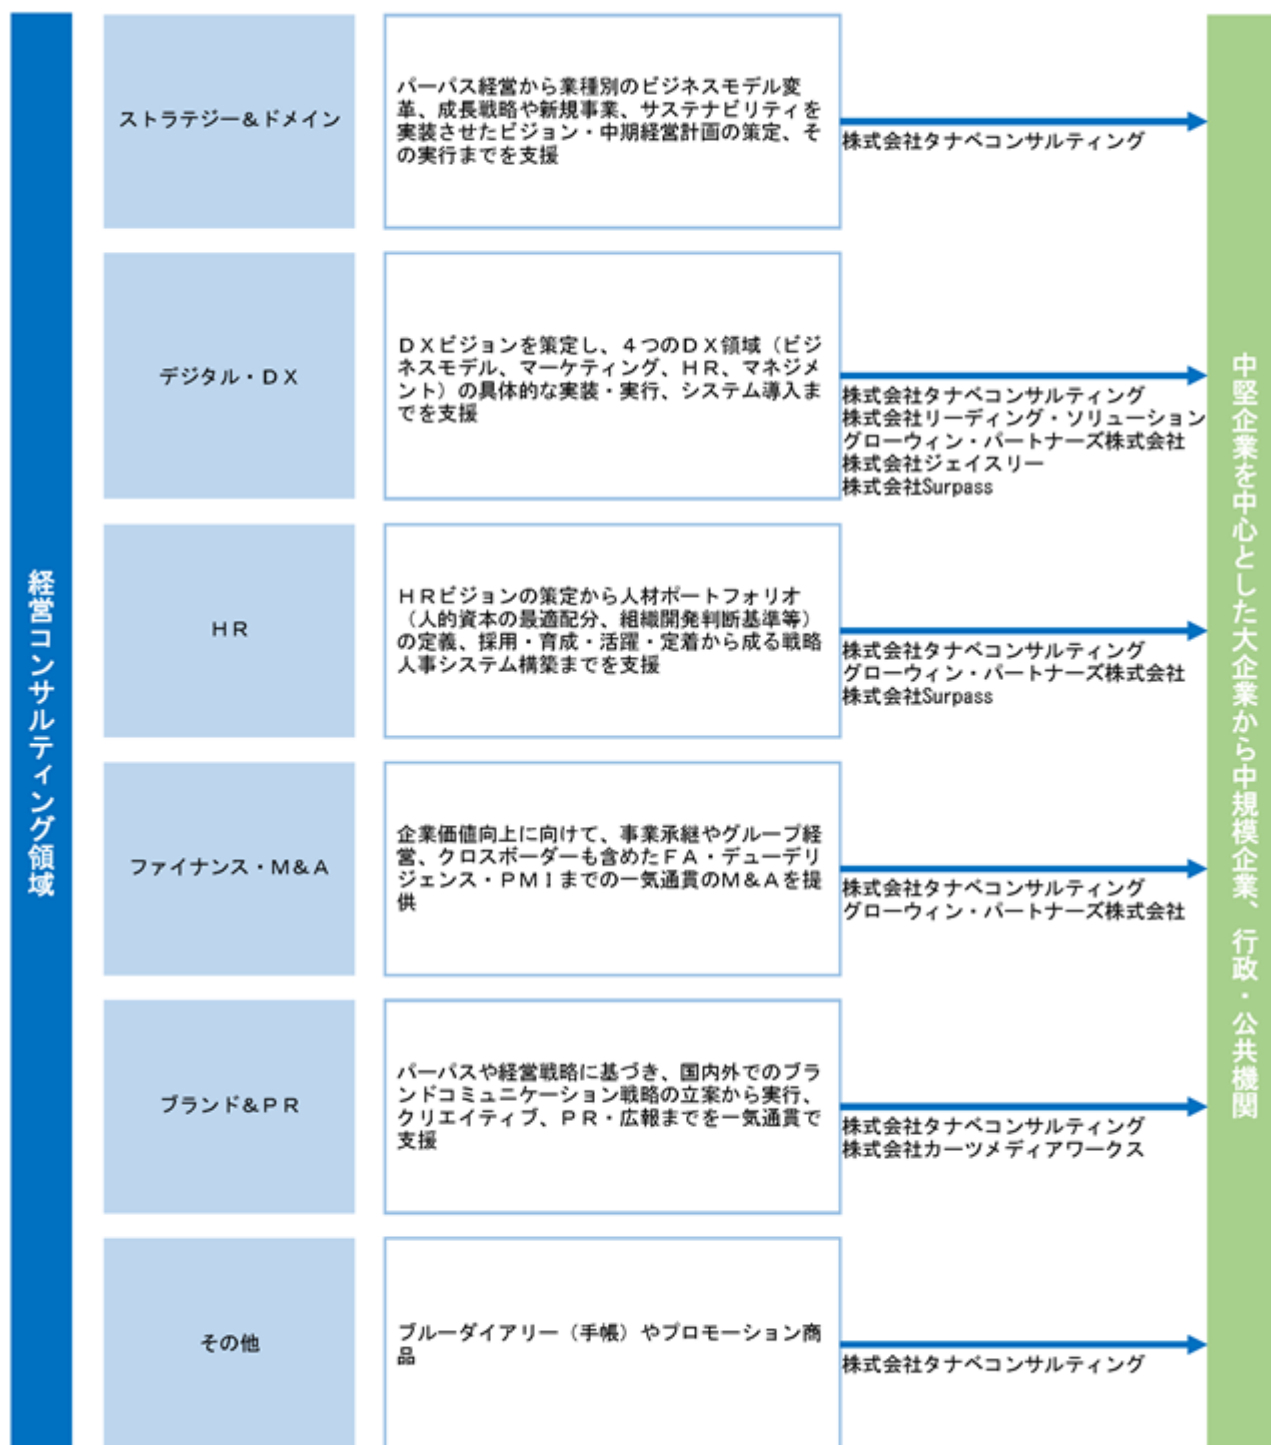 経営コンサルティング領域
ストラテジー&ドメイン
パーパス経営から業種別のビジネスモデル変
革、成長戦略や新規事業、サステナビリティを
実装させたビジョン・中期経営計画の策定、そ
の実行までを支援
株式会社タナベコンサルティング
デジタル・DX
DXビジョンを策定し、4つのDX領域（ビジ
ネスモデル、マーケティング、HR、マネジメ
ント）の具体的な実装・実行、システム導入ま
でを支援
株式会社タナベコンサルティング
株式会社リーディング・ソリューション
グローウィン・パートナーズ株式会社
株式会社ジェイスリー
株式会社Surpass
HR
HRビジョンの策定から人材ポートフォリオ
（人的資本の最適配分、組織開発判断基準等）
の定義、採用・育成・活躍・定着から成る戦略
人事システム構築までを支援
株式会社タナベコンサルティング
グローウィン・パートナーズ株式会社
株式会社Surpass
ファイナンス・M&A
企業価値向上に向けて、事業承継やグループ経
営、クロスボーダーも含めたFA・デューデリ
ジェンス・PMIまでの一気通貫のM&Aを提
供
株式会社タナベコンサルティング
グローウィン・パートナーズ株式会社
ブランド&PR
パーパスや経営戦略に基づき、国内外でのブラ
ンドコミュニケーション戦略の立案から実行、
クリエイティブ、PR・広報までを一気通貫で
支援
株式会社タナベコンサルティング
株式会社カーツメディアワークス
その他
ブルーダイアリー（手帳）やプロモーション商
品
株式会社タナベコンサルティング
中堅企業を中心とした大企業から中規模企業、行政・公共機関